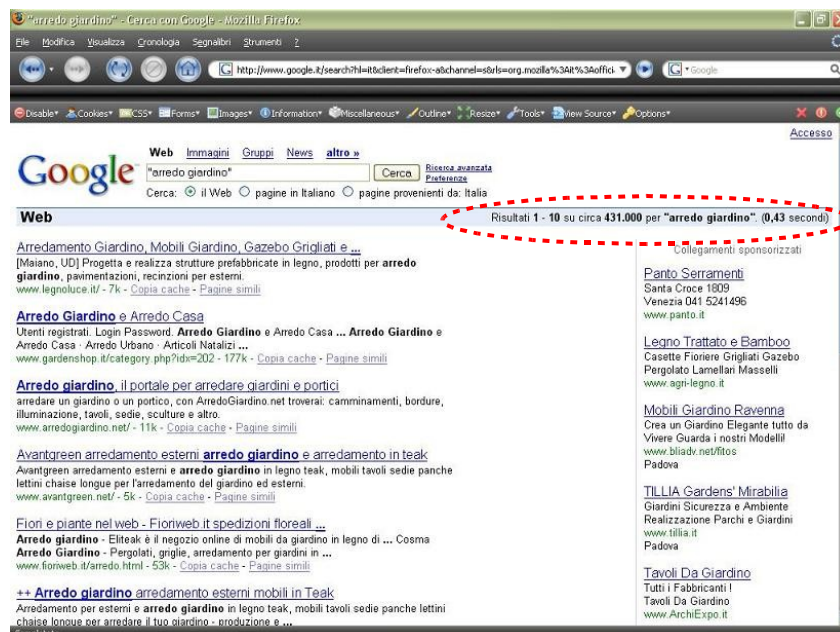 "arredo giardino" - Cerca con Google - Mozilla Firefox
File Modifica Visualizza Cronologia Segnalibri Strumenti ?
http://www.google.it/search?hl=it&client=firefox-a&channel=s&rls=org.mozilla%3Ait%3Aoffici Google
Disable Cookies CSS Forms Images Information Miscellaneous Outline Resize Tools View Source Options
Accesso
Web Immagini Gruppi News altro »
Google "arredo giardino" Cerca Ricerca avanzata
Preferenze
Cerca: il Web pagine in Italiano pagine provenienti da: Italia
Web Risultati 1 - 10 su circa 431.000 per "arredo giardino". (0,43 secondi)
Arredamento Giardino, Mobili Giardino, Gazebo Grigliati e ...
[Maiano, UD] Progetta e realizza strutture prefabbricate in legno, prodotti per arredo
giardino, pavimentazioni, recinzioni per esterni.
www.legnoluce.it/ - 7k - Copia cache - Pagine simili
Arredo Giardino e Arredo Casa
Utenti registrati. Login Password. Arredo Giardino e Arredo Casa ... Arredo Giardino e
Arredo Casa · Arredo Urbano · Articoli Natalizi ...
www.gardenshop.it/category.php?idx=202 - 177k - Copia cache - Pagine simili
Arredo giardino, il portale per arredare giardini e portici
arredare un giardino o un portico, con ArredoGiardino.net troverai: camminamenti, bordure,
illuminazione, tavoli, sedie, sculture e altro.
www.arredogiardino.net/ - 11k - Copia cache - Pagine simili
Avantgreen arredamento esterni arredo giardino e arredamento in teak
Avantgreen arredamento esterni e arredo giardino in legno teak, mobili tavoli sedie panche
lettini chaise longue per l'arredamento del giardino ed esterni.
www.avantgreen.net/ - 5k - Copia cache - Pagine simili
Fiori e piante nel web - Fioriweb.it spedizioni floreali ...
Arredo giardino - Eliteak è il negozio online di mobili da giardino in legno di ... Cosma
Arredo Giardino - Pergolati, griglie, arredamento per giardini in ...
www.fioriweb.it/arredo.html - 53k - Copia cache - Pagine simili
++ Arredo giardino arredamento esterni mobili in Teak
Arredamento per esterni e arredo giardino in legno teak, mobili tavoli sedie panche lettini
chaise longue per arredare il tuo giardino - produzione e ...
Collegamenti sponsorizzati
Panto Serramenti
Santa Croce 1809
Venezia 041 5241496
www.panto.it
Legno Trattato e Bamboo
Casette Fioriere Grigliati Gazebo
Pergolato Lamellari Masselli
www.agri-legno.it
Mobili Giardino Ravenna
Crea un Giardino Elegante tutto da
Vivere Guarda i nostri Modelli!
www.bliadv.net/fitos
Padova
TILLIA Gardens' Mirabilia
Giardini Sicurezza e Ambiente
Realizzazione Parchi e Giardini
www.tillia.it
Padova
Tavoli Da Giardino
Tutti i Fabbricanti !
Tavoli Da Giardino
www.ArchiExpo.it